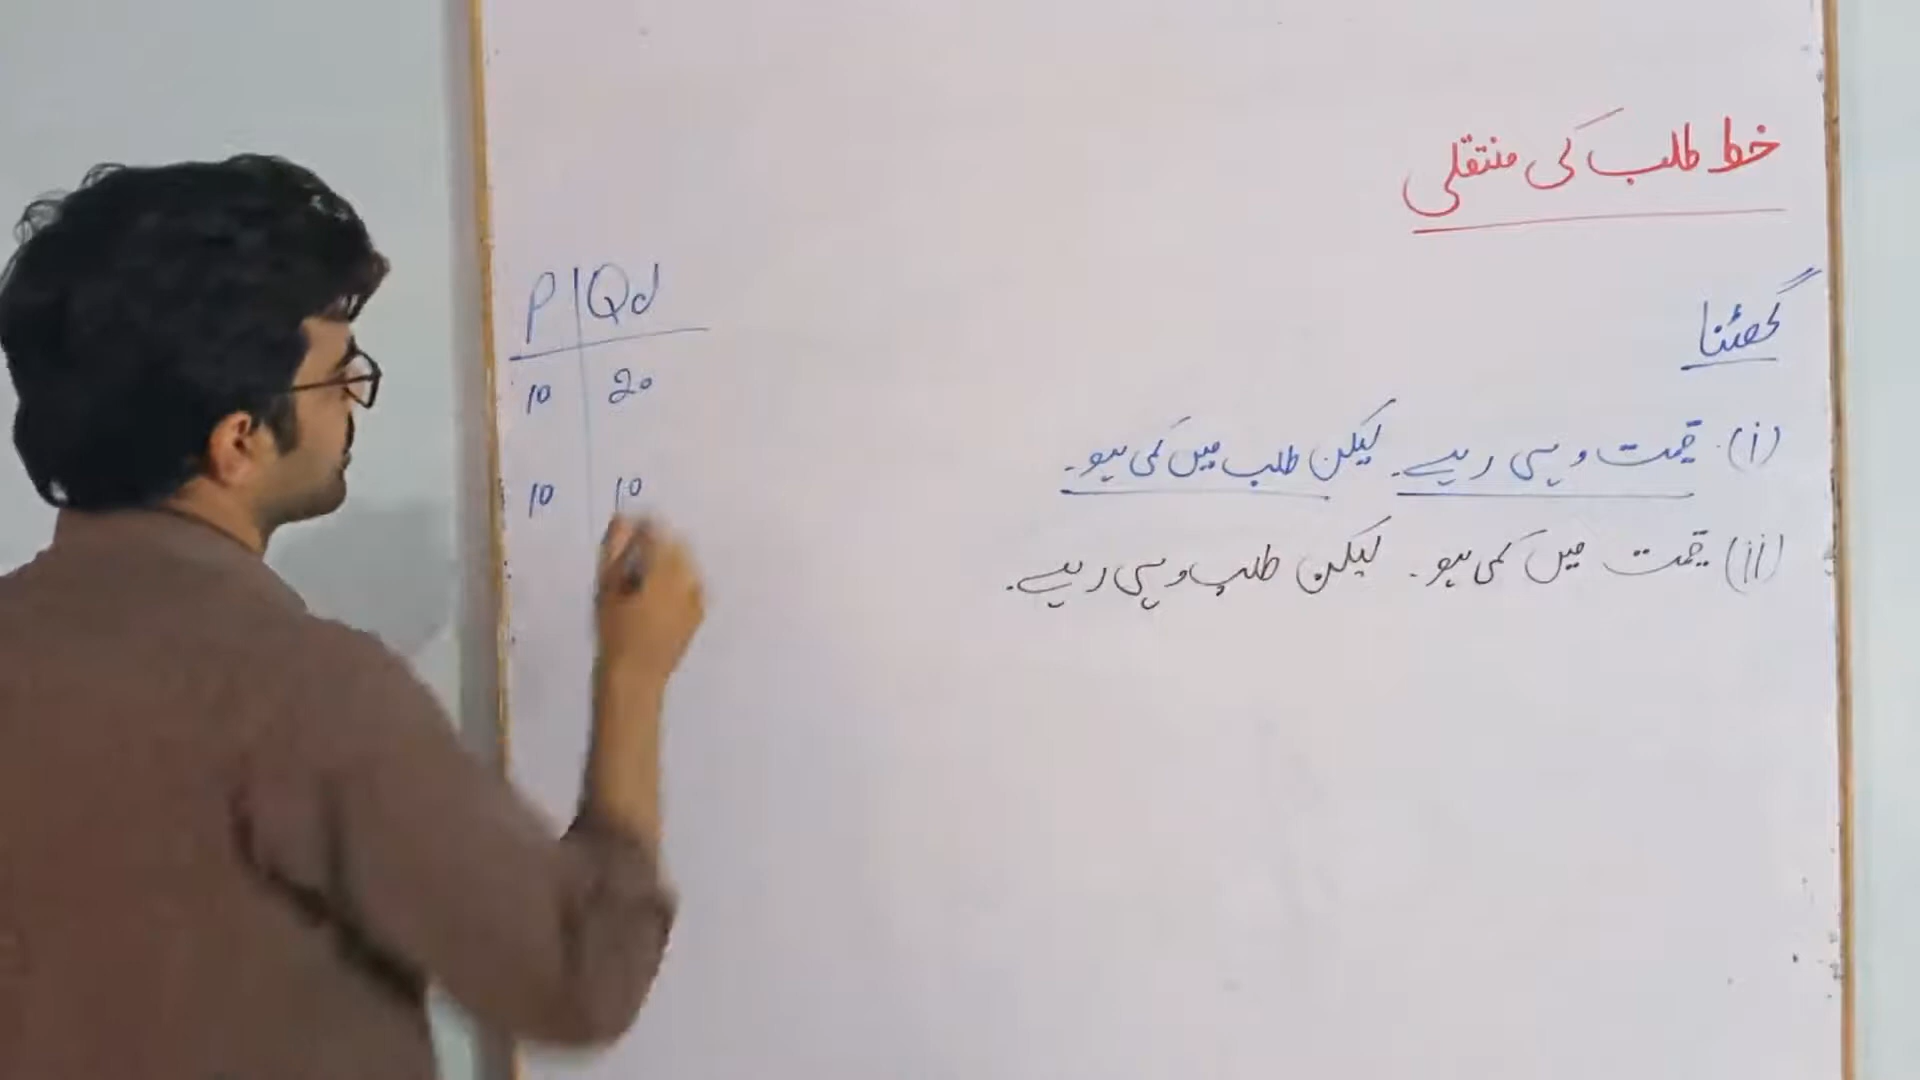 خط طلب کی منتقلی
گھٹنا
(i). قیمت وہی رہے۔ لیکن طلب میں کمی ہو۔
(ii) قیمت میں کمی ہو۔ لیکن طلب وہی رہے۔
P | Qd
10 20
10 10